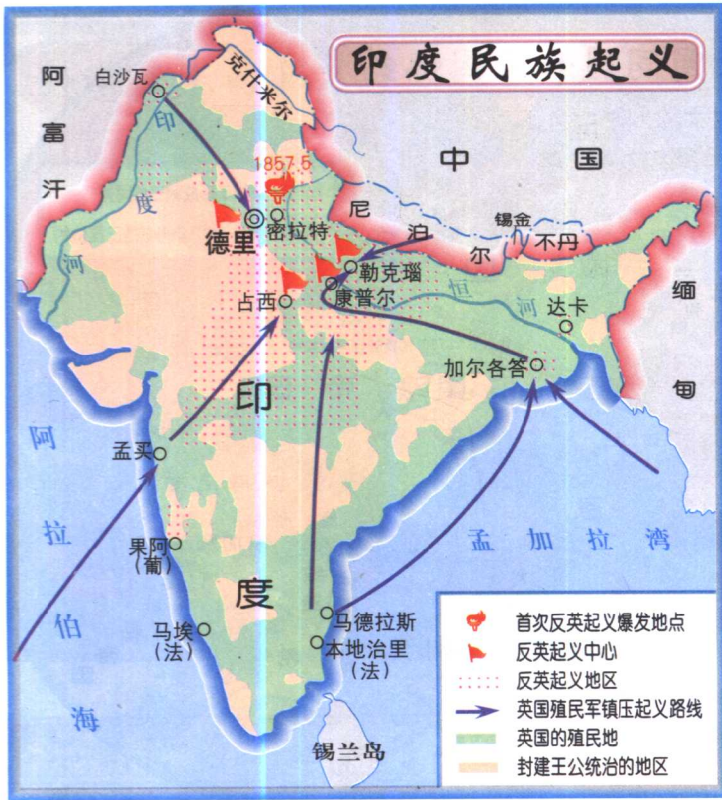 印度民族起义
阿富汗
白沙瓦
克什米尔
印度河
中国
1857.5
德里
密拉特
尼泊尔
锡金
不丹
勒克瑙
康普尔
占西
恒河
达卡
缅甸
加尔各答
印度
孟买
阿拉伯海
孟加拉湾
果阿
(葡)
马埃
(法)
马德拉斯
本地治里
(法)
锡兰岛
首次反英起义爆发地点
反英起义中心
反英起义地区
英国殖民军镇压起义路线
英国的殖民地
封建王公统治的地区